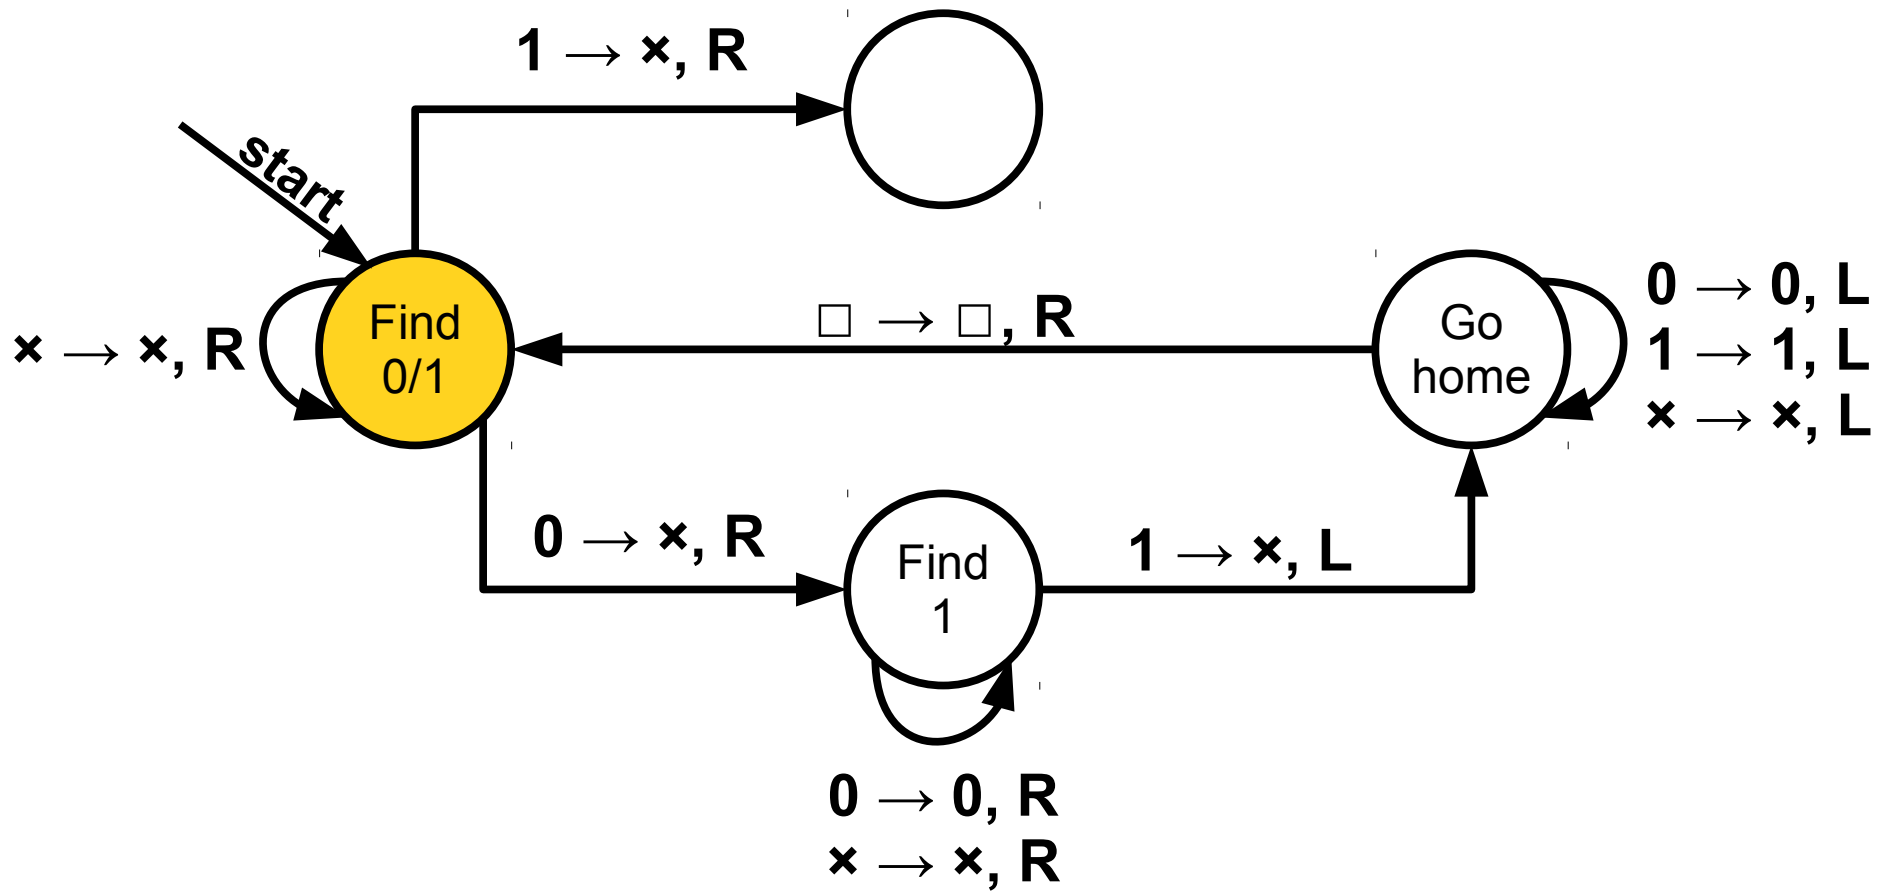 1 → ×, R
start
Find
0/1
× → ×, R
□ → □, R
Go
home
0 → 0, L
1 → 1, L
× → ×, L
0 → ×, R
Find
1
1 → ×, L
0 → 0, R
× → ×, R